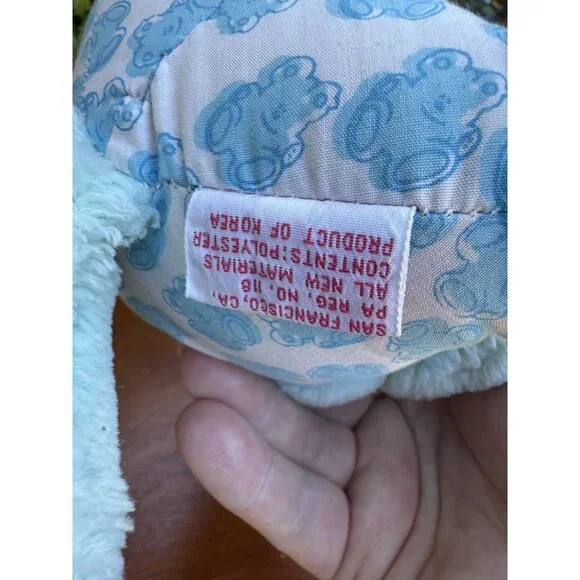 SAN FRANCISCO, CA.
PA REG. NO. 118
ALL NEW MATERIALS
CONTENTS: POLYESTER
PRODUCT OF KOREA